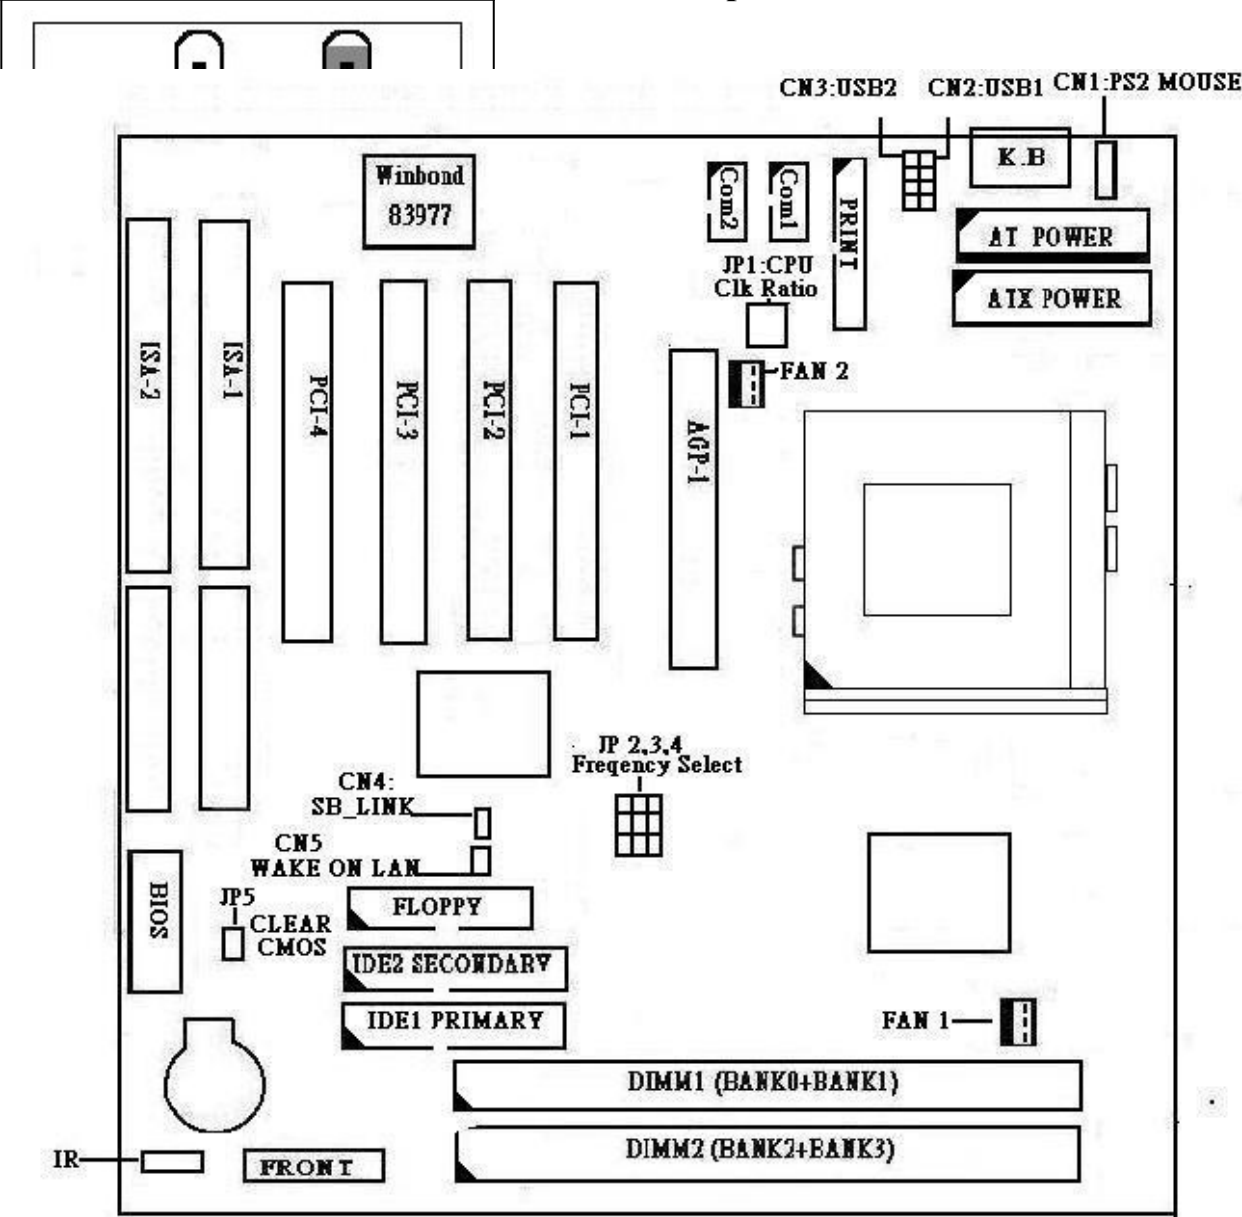 CN3:USB2
CN2:USB1
CN1:PS2 MOUSE
Winbond
83977
Com2
Com1
PRINT
K.B
AT POWER
ATX POWER
JP1:CPU
Clk Ratio
FAN 2
ISA-2
ISA-1
PCI-4
PCI-3
PCI-2
PCI-1
AGP-1
JP 2,3,4
Freqency Select
CN4:
SB_LINK
CN5
WAKE ON LAN
BIOS
JP5
CLEAR
CMOS
FLOPPY
IDE2 SECONDARY
IDE1 PRIMARY
FAN 1
DIMM1 (BANK0+BANK1)
DIMM2 (BANK2+BANK3)
IR
FRONT